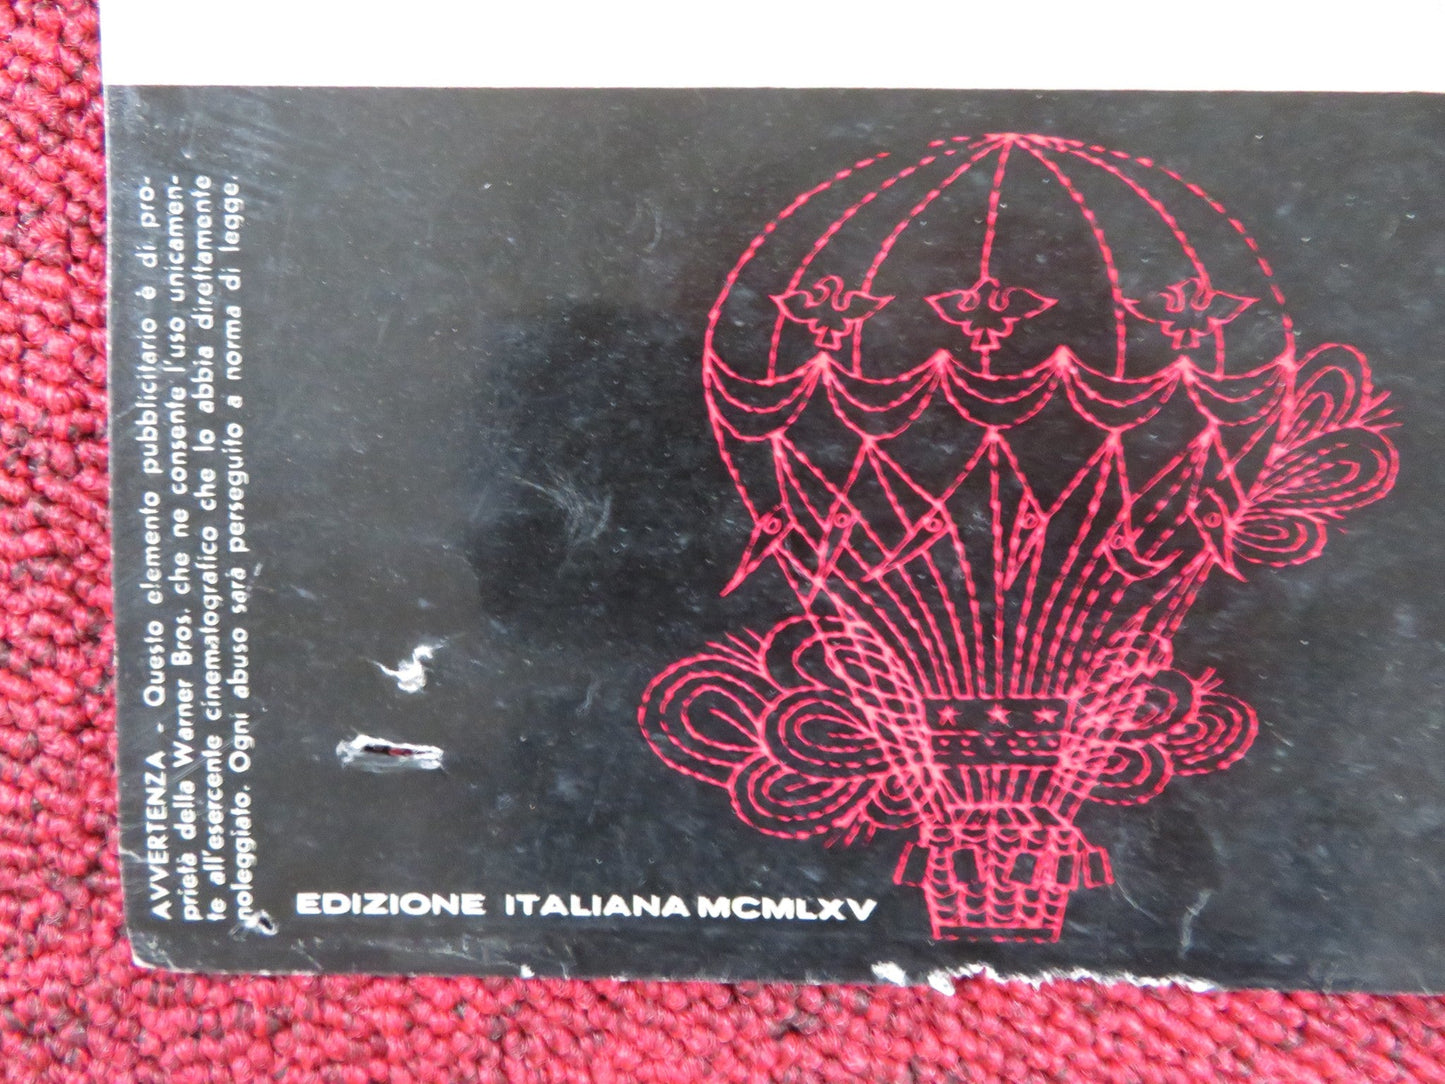 AVVERTENZA - Questo elemento pubblicitario è di pro-
prietà della Warner Bros. che ne consente l'uso unicamen-
te all'esercente cinematografico che lo abbia direttamente
noleggiato. Ogni abuso sarà perseguito a norma di legge.
EDIZIONE ITALIANA MCMLXV